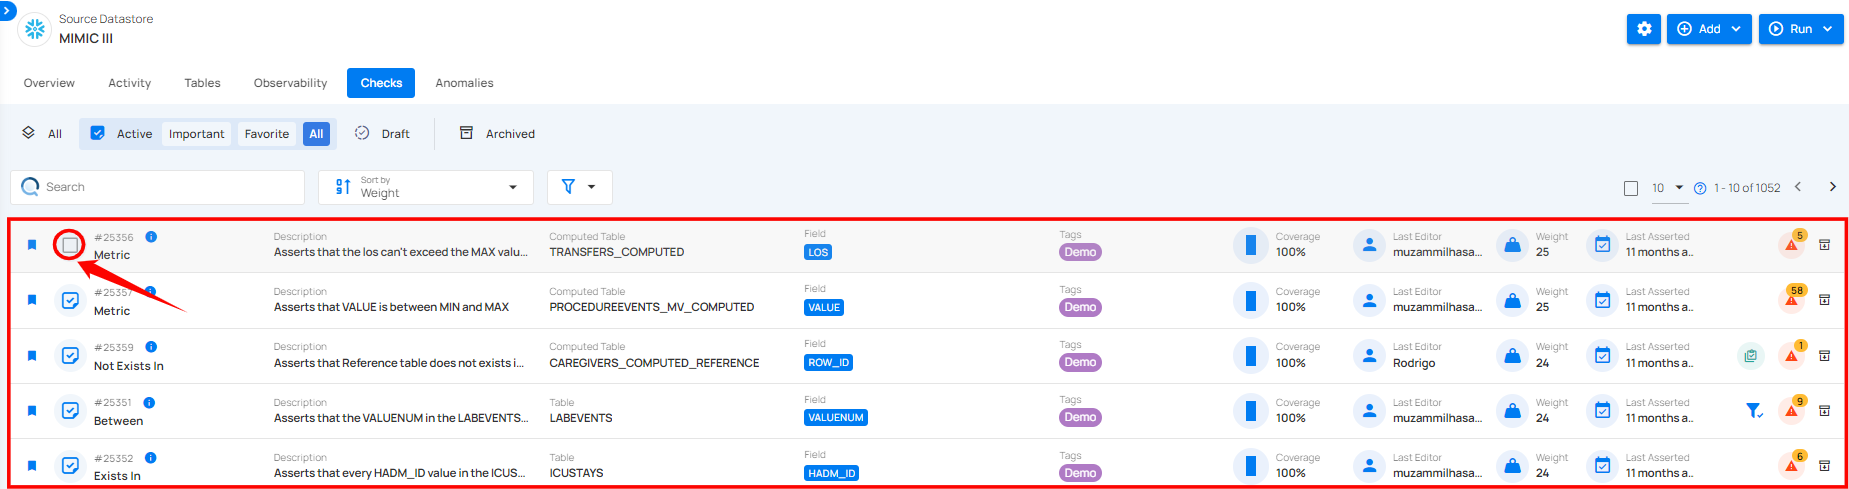 Source Datastore
MIMIC III
Add
Run
Overview Activity Tables Observability Checks Anomalies
All Active Important Favorite All Draft Archived
Search
Sort by
Weight
10 1 - 10 of 1052
#25356 Description Computed Table Field Tags Coverage Last Editor Weight Last Asserted 5
Metric Asserts that the los can't exceed the MAX valu... TRANSFERS_COMPUTED LOS Demo 100% muzammilhasa... 25 11 months a..
#25357 Description Computed Table Field Tags Coverage Last Editor Weight Last Asserted 58
Metric Asserts that VALUE is between MIN and MAX PROCEDUREEVENTS_MV_COMPUTED VALUE Demo 100% muzammilhasa... 25 11 months a..
#25359 Description Computed Table Field Tags Coverage Last Editor Weight Last Asserted 1
Not Exists In Asserts that Reference table does not exists i... CAREGIVERS_COMPUTED_REFERENCE ROW_ID Demo 100% Rodrigo 24 11 months a..
#25351 Description Table Field Tags Coverage Last Editor Weight Last Asserted 9
Between Asserts that the VALUENUM in the LABEVENTS... LABEVENTS VALUENUM Demo 100% muzammilhasa... 24 11 months a..
#25352 Description Table Field Tags Coverage Last Editor Weight Last Asserted 6
Exists In Asserts that every HADM_ID value in the ICUS... ICUSTAYS HADM_ID Demo 100% muzammilhasa... 24 11 months a..